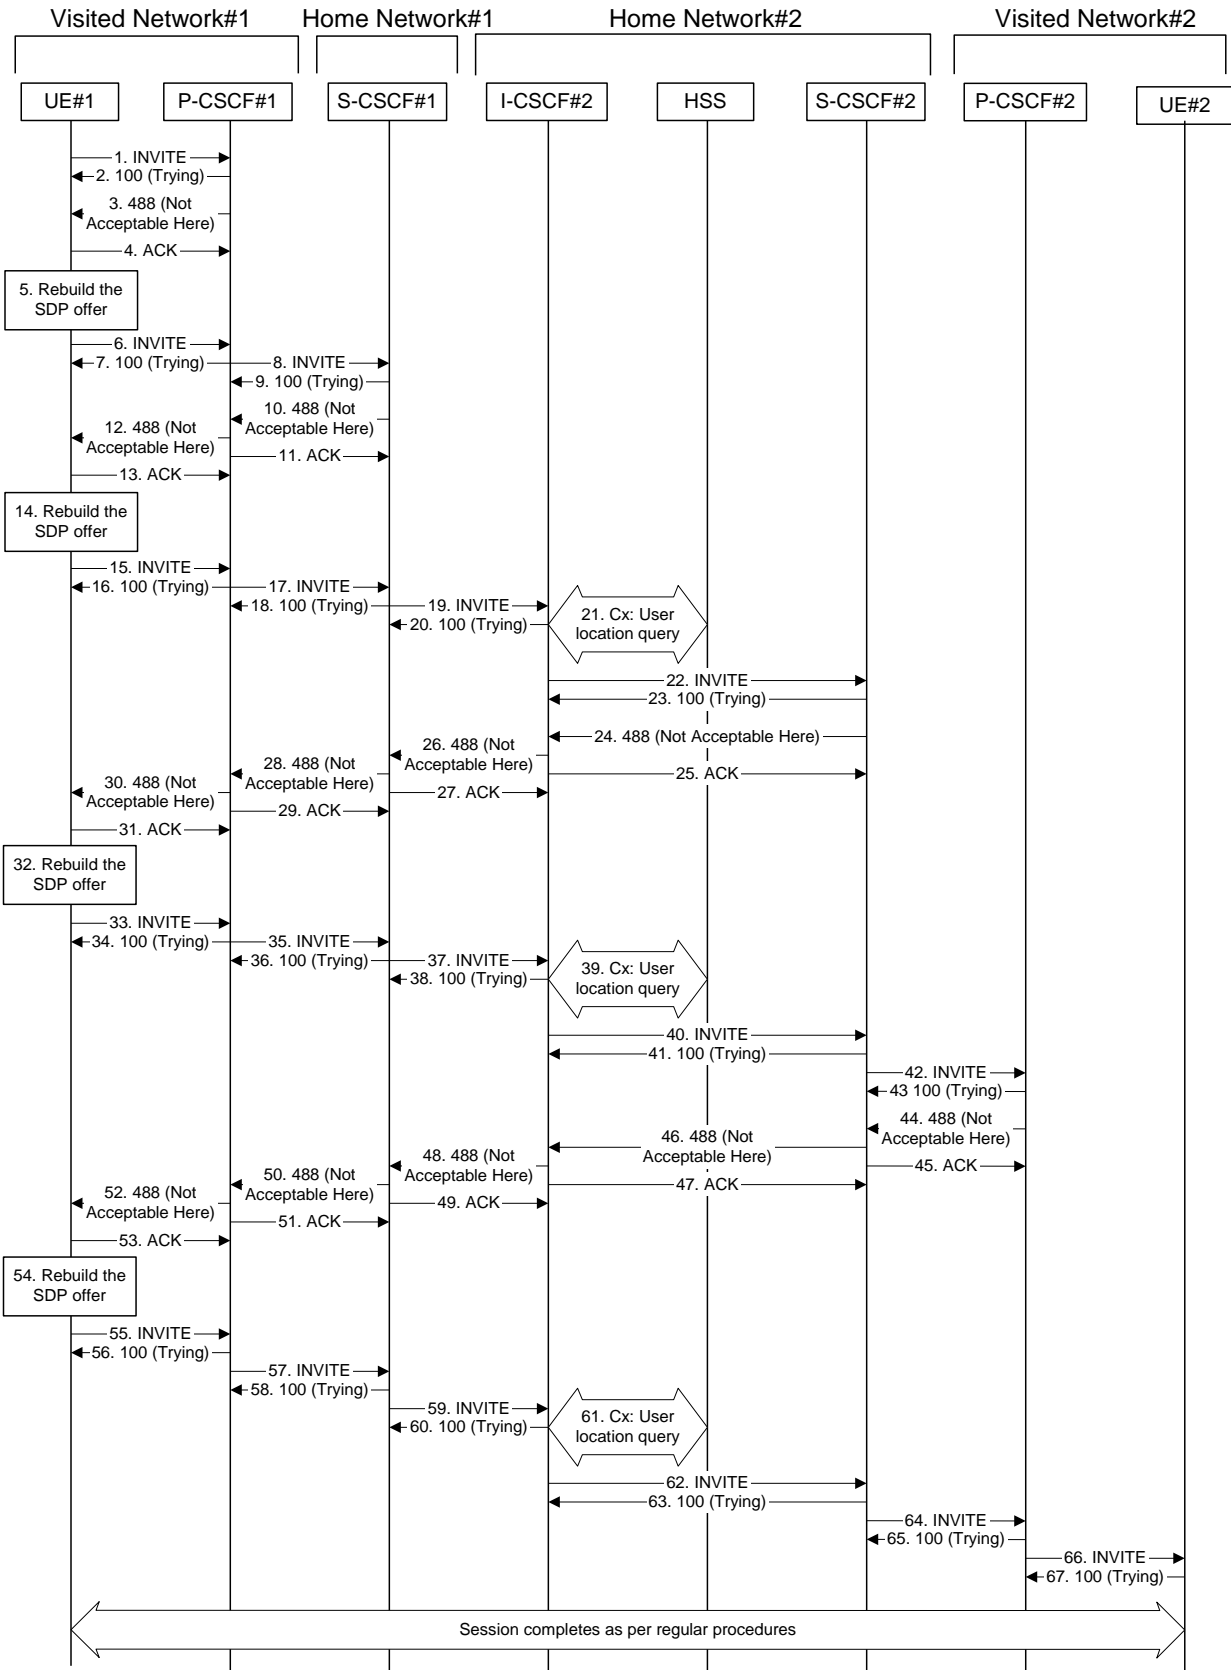 Visited Network#1
Home Network#1
Home Network#2
Visited Network#2
UE#1
P-CSCF#1
S-CSCF#1
I-CSCF#2
HSS
S-CSCF#2
P-CSCF#2
UE#2
1. INVITE
2. 100 (Trying)
3. 488 (Not
Acceptable Here)
4. ACK
5. Rebuild the
SDP offer
6. INVITE
7. 100 (Trying)
8. INVITE
9. 100 (Trying)
10. 488 (Not
Acceptable Here)
12. 488 (Not
Acceptable Here)
11. ACK
13. ACK
14. Rebuild the
SDP offer
15. INVITE
16. 100 (Trying)
17. INVITE
18. 100 (Trying)
19. INVITE
20. 100 (Trying)
21. Cx: User
location query
22. INVITE
23. 100 (Trying)
24. 488 (Not Acceptable Here)
26. 488 (Not
Acceptable Here)
25. ACK
28. 488 (Not
Acceptable Here)
27. ACK
30. 488 (Not
Acceptable Here)
29. ACK
31. ACK
32. Rebuild the
SDP offer
33. INVITE
34. 100 (Trying)
35. INVITE
36. 100 (Trying)
37. INVITE
38. 100 (Trying)
39. Cx: User
location query
40. INVITE
41. 100 (Trying)
42. INVITE
43 100 (Trying)
44. 488 (Not
Acceptable Here)
46. 488 (Not
Acceptable Here)
45. ACK
48. 488 (Not
Acceptable Here)
47. ACK
50. 488 (Not
Acceptable Here)
49. ACK
52. 488 (Not
Acceptable Here)
51. ACK
53. ACK
54. Rebuild the
SDP offer
55. INVITE
56. 100 (Trying)
57. INVITE
58. 100 (Trying)
59. INVITE
60. 100 (Trying)
61. Cx: User
location query
62. INVITE
63. 100 (Trying)
64. INVITE
65. 100 (Trying)
66. INVITE
67. 100 (Trying)
Session completes as per regular procedures